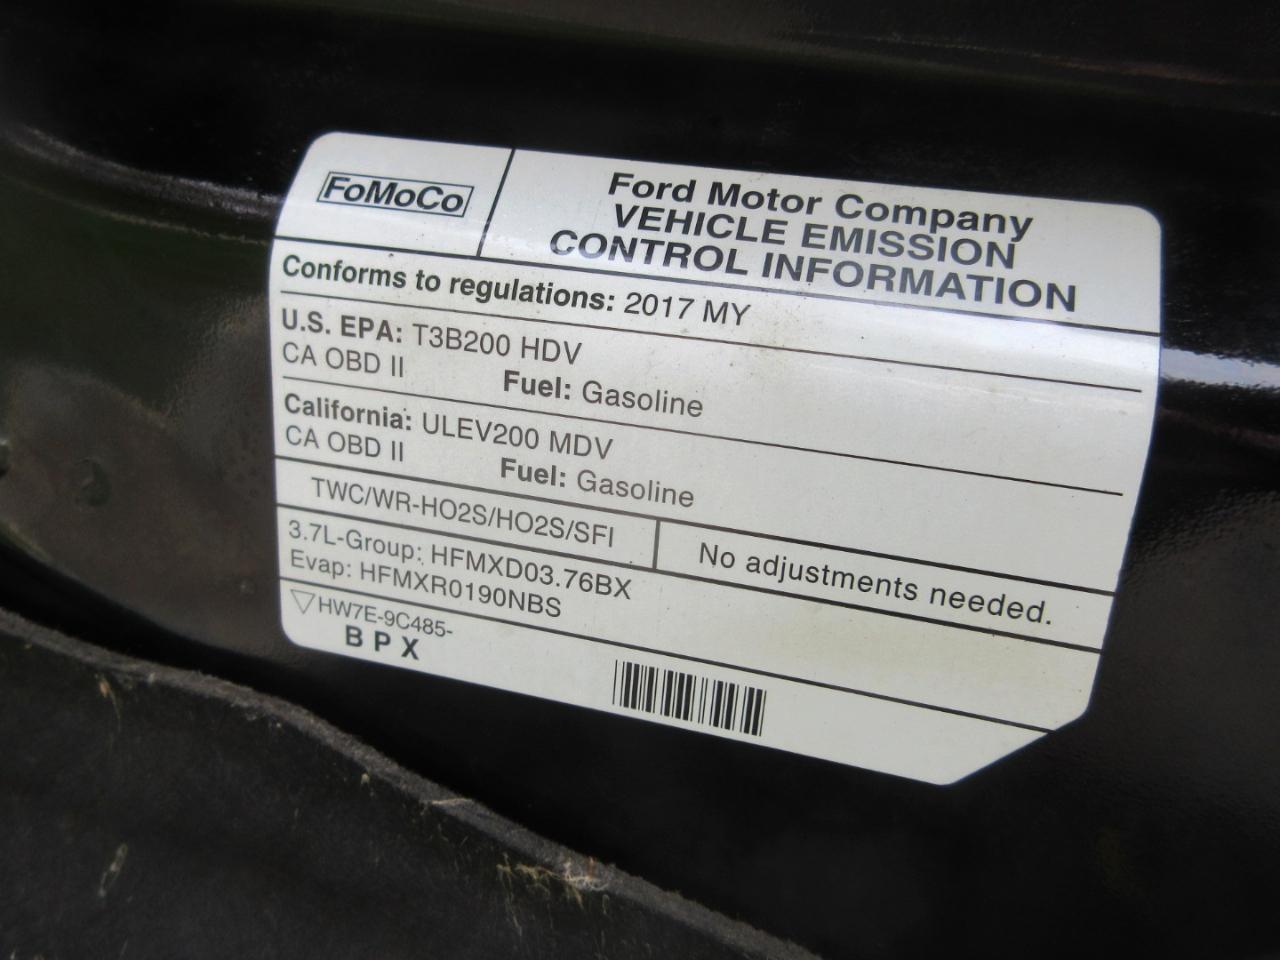 FoMoCo
Ford Motor Company
VEHICLE EMISSION
CONTROL INFORMATION
Conforms to regulations: 2017 MY
U.S. EPA: T3B200 HDV
CA OBD II Fuel: Gasoline
California: ULEV200 MDV
CA OBD II Fuel: Gasoline
TWC/WR-HO2S/HO2S/SFI
No adjustments needed.
3.7L-Group: HFMXD03.76BX
Evap: HFMXR0190NBS
HW7E-9C485-
BPX